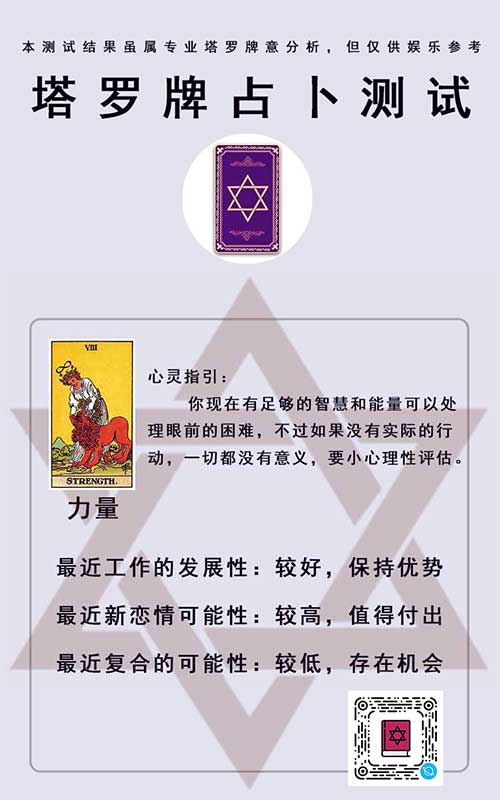 本测试结果虽属专业塔罗牌意分析，但仅供娱乐参考
塔罗牌占卜测试
VIII
心灵指引：
你现在有足够的智慧和能量可以处
理眼前的困难，不过如果没有实际的行
动，一切都没有意义，要小心理性评估。
STRENGTH.
力量
最近工作的发展性：较好，保持优势
最近新恋情可能性：较高，值得付出
最近复合的可能性：较低，存在机会